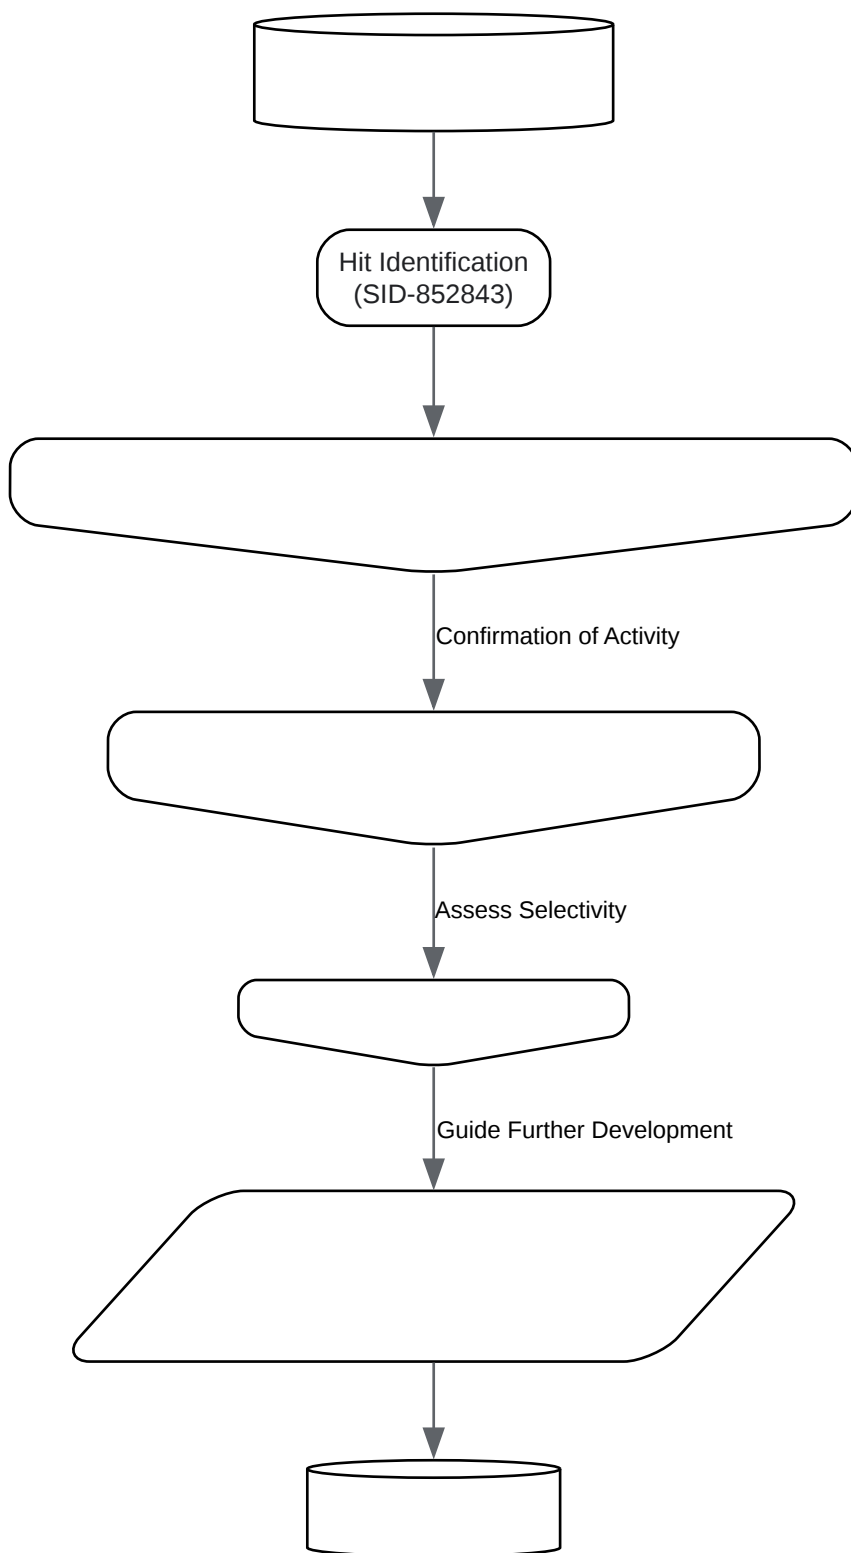 Hit Identification
(SID-852843)
Confirmation of Activity
Assess Selectivity
Guide Further Development